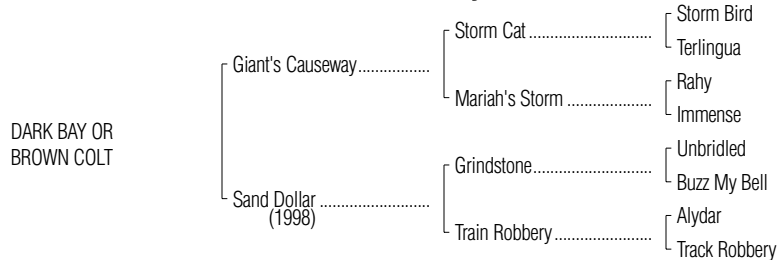 Storm Bird
Storm Cat..............................
Terlingua
Giant's Causeway..................
Rahy
Mariah's Storm .....................
Immense
DARK BAY OR
BROWN COLT
Unbridled
Grindstone.............................
Buzz My Bell
Sand Dollar ...........................
(1998)
Alydar
Train Robbery........................
Track Robbery